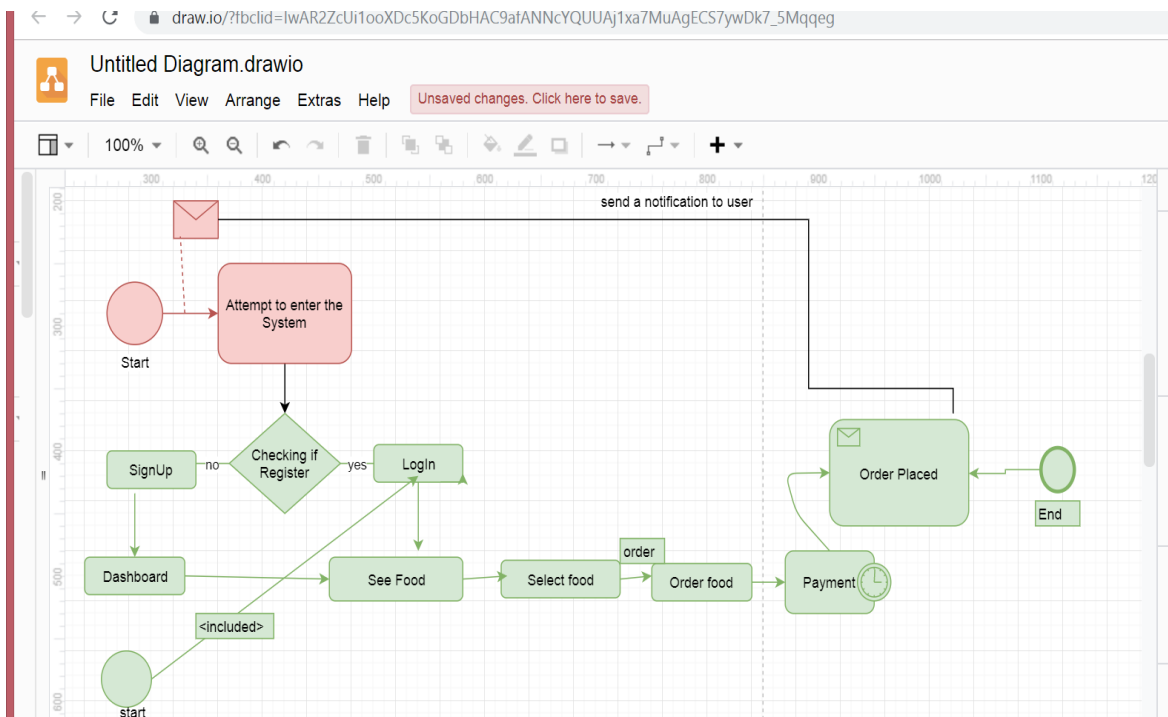 draw.io/?fbclid=IwAR2ZcUi1ooXDc5KoGDbHAC9afANNcYQUUAj1xa7MuAgECS7ywDk7_5Mqqeg
Untitled Diagram.drawio
File Edit View Arrange Extras Help
Unsaved changes. Click here to save.
100%
300 400 500 600 700 800 900 1000 1100 120
200
300
400
500
600
send a notification to user
Attempt to enter the
System
Start
Checking if
Register
SignUp
no
yes
LogIn
Order Placed
End
order
Dashboard
See Food
Select food
Order food
Payment
<included>
start